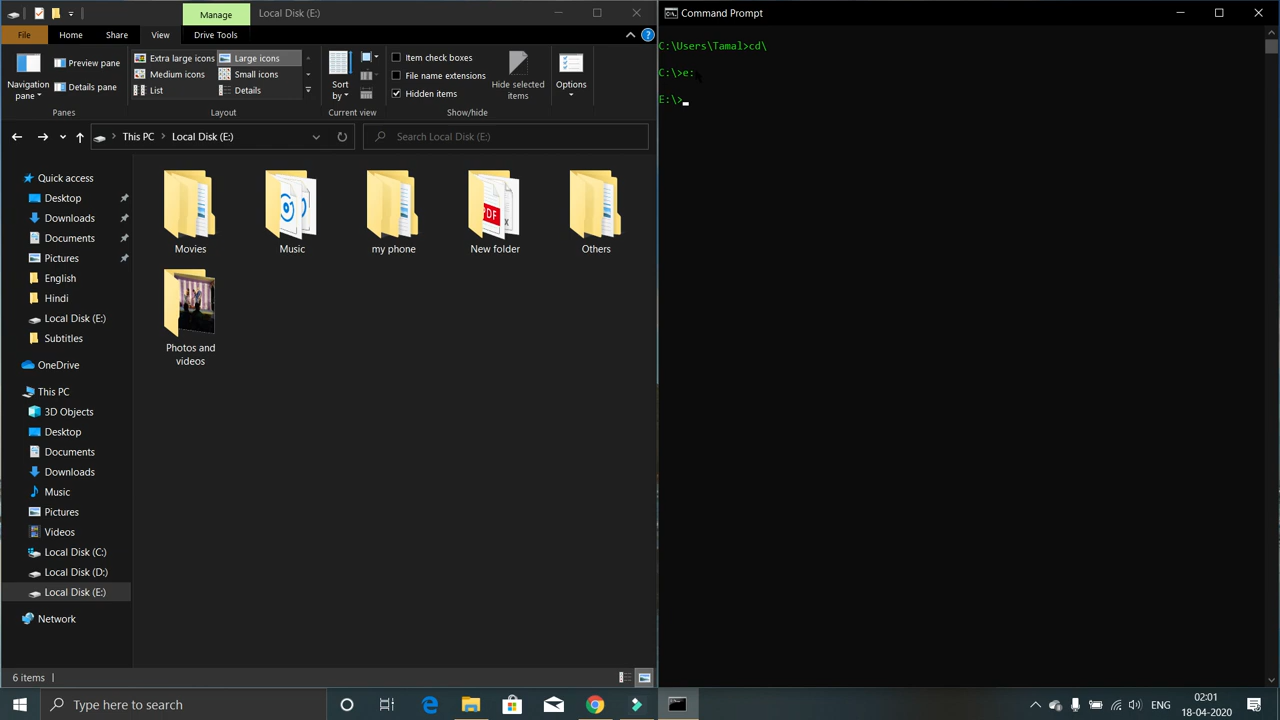 Manage
Local Disk (E:)
File
Home
Share
View
Drive Tools
Navigation
pane
Preview pane
Details pane
Panes
Extra large icons
Large icons
Medium icons
Small icons
List
Details
Layout
Sort
by
Current view
Item check boxes
File name extensions
Hidden items
Hide selected
items
Show/hide
Options
This PC
Local Disk (E:)
Search Local Disk (E:)
Quick access
Desktop
Downloads
Documents
Pictures
English
Hindi
Local Disk (E:)
Subtitles
OneDrive
This PC
3D Objects
Desktop
Documents
Downloads
Music
Pictures
Videos
Local Disk (C:)
Local Disk (D:)
Local Disk (E:)
Network
Movies
Music
my phone
PDF
New folder
Others
Photos and
videos
6 items
Command Prompt
C:\Users\Tamal>cd\
C:\>e:
E:\>
Type here to search
ENG
02:01
18-04-2020